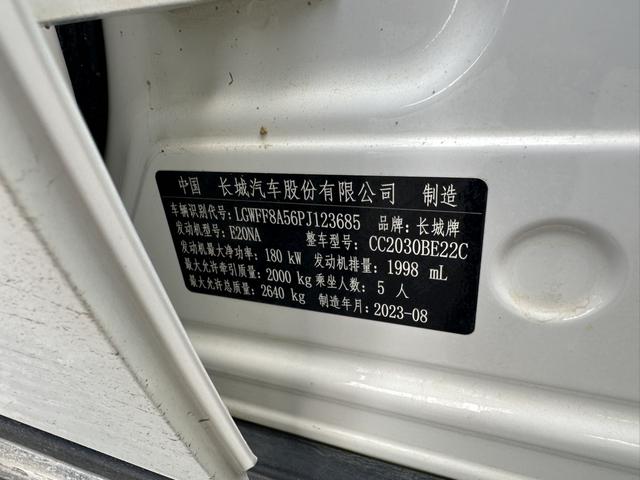 中国 长城汽车股份有限公司 制造
车辆识别代号: LGWFF8A56PJ123685 品牌: 长城牌
发动机型号: E20NA 整车型号: CC2030BE22C
发动机最大净功率: 180 kW 发动机排量: 1998 mL
最大允许牵引质量: 2000 kg 乘坐人数: 5 人
最大允许总质量: 2640 kg 制造年月: 2023-08